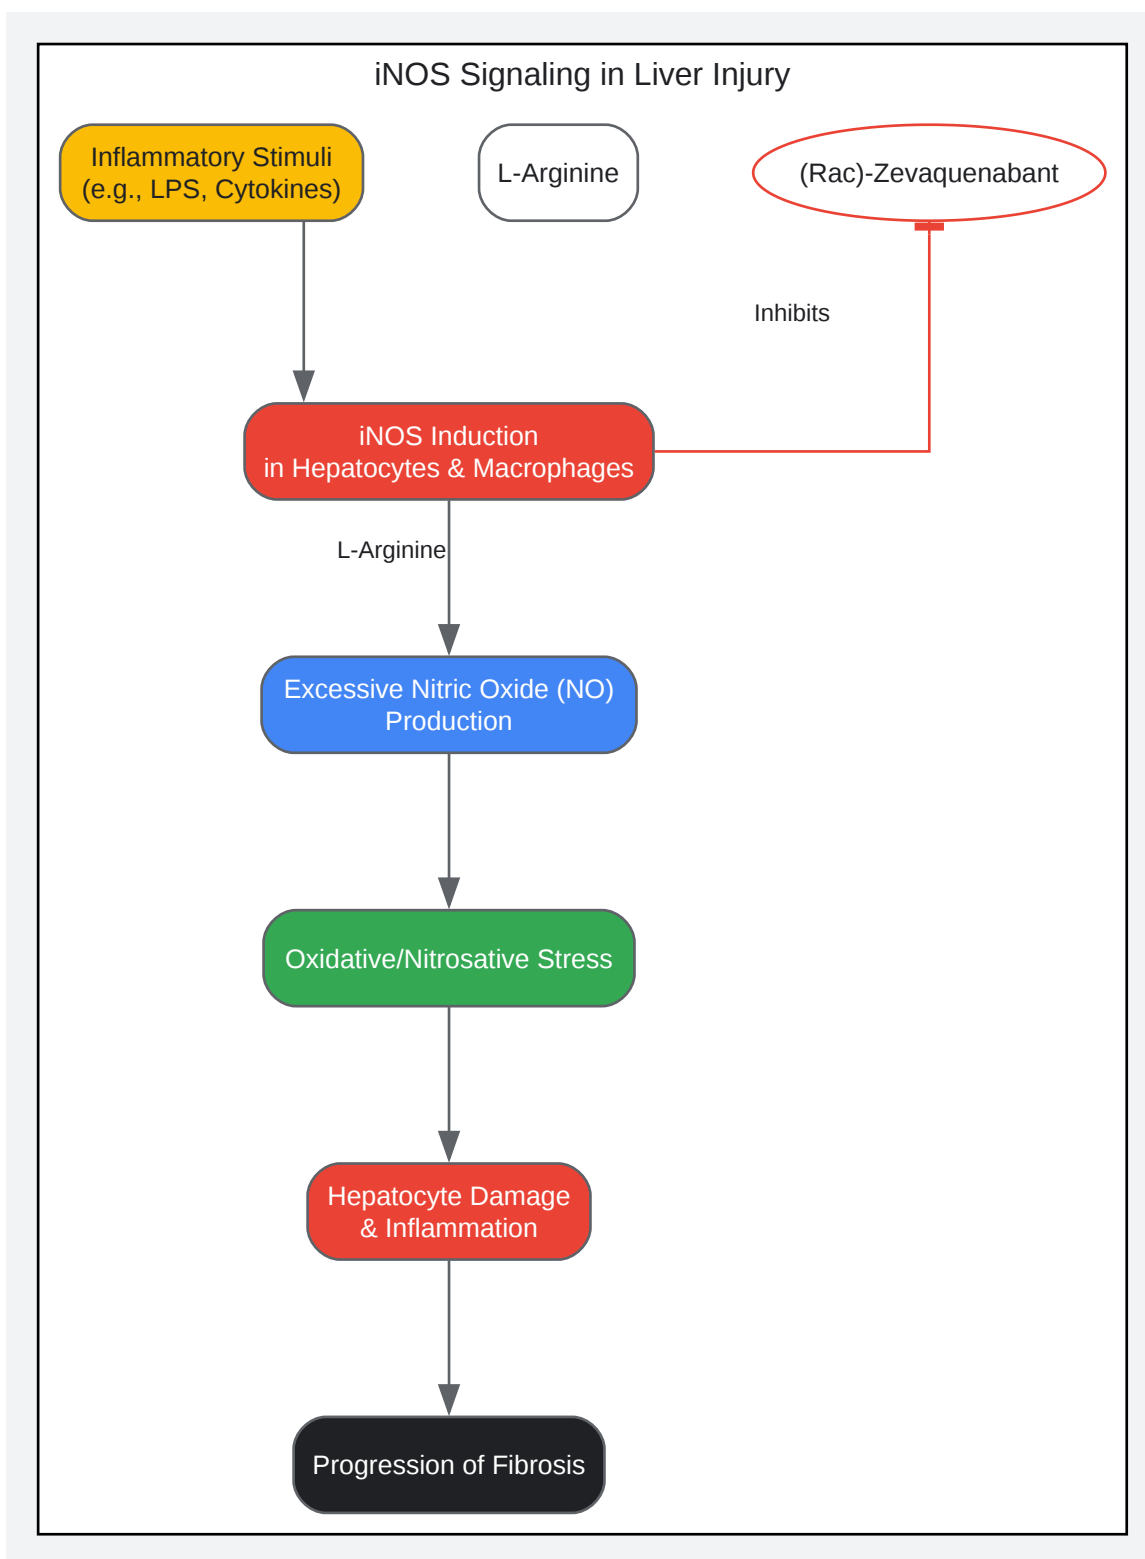 iNOS Signaling in Liver Injury
Inflammatory Stimuli
(e.g., LPS, Cytokines)
L-Arginine
(Rac)-Zevaquenabant
Inhibits
iNOS Induction
in Hepatocytes & Macrophages
L-Arginine
Excessive Nitric Oxide (NO)
Production
Oxidative/Nitrosative Stress
Hepatocyte Damage
& Inflammation
Progression of Fibrosis